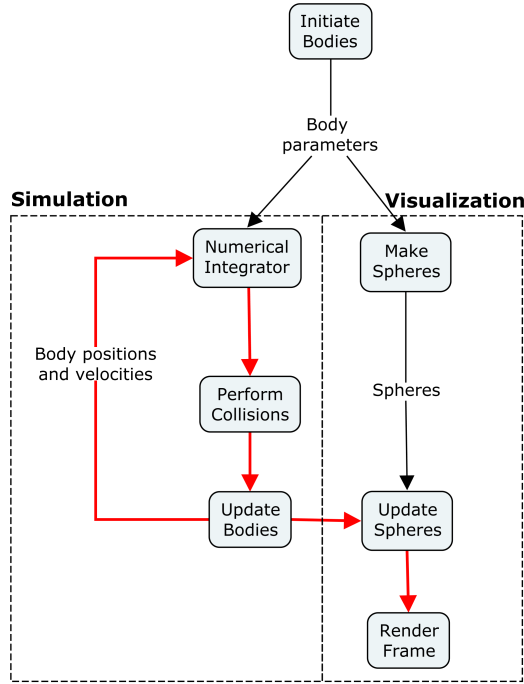 Initiate
Bodies
Body
parameters
Simulation
Visualization
Numerical
Integrator
Make
Spheres
Body positions
and velocities
Perform
Collisions
Spheres
Update
Bodies
Update
Spheres
Render
Frame